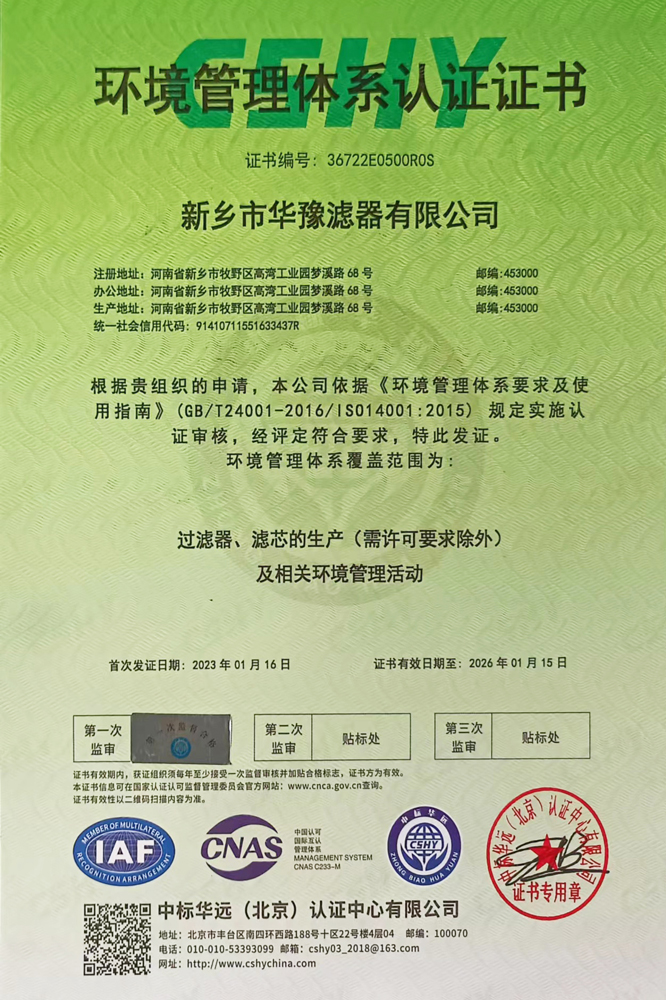 CSHY
环境管理体系认证证书
证书编号：36722E0500R0S
新乡市华豫滤器有限公司
注册地址：河南省新乡市牧野区高湾工业园梦溪路 68 号 邮编:453000
办公地址：河南省新乡市牧野区高湾工业园梦溪路 68 号 邮编:453000
生产地址：河南省新乡市牧野区高湾工业园梦溪路 68 号 邮编:453000
统一社会信用代码：91410711551633437R
根据贵组织的申请，本公司依据《环境管理体系要求及使
用指南》(GB/T24001-2016/ISO14001:2015) 规定实施认
证审核，经评定符合要求，特此发证。
环境管理体系覆盖范围为：
过滤器、滤芯的生产（需许可要求除外）
及相关环境管理活动
首次发证日期：2023 年 01 月 16 日 证书有效日期至：2026 年 01 月 15 日
第一次 监审
第二次 监审 贴标处
第三次 监审 贴标处
证书有效期内，获证组织须每年至少接受一次监督审核并加贴合格标志，证书方为有效。
本证书信息可在国家认证认可监督管理委员会官方网站：www.cnca.gov.cn查询。
证书有效性以二维码扫描内容为准。
MEMBER OF MULTILATERAL
IAF
RECOGNITION ARRANGEMENT
CNAS
中国认可
国际互认
管理体系
MANAGEMENT SYSTEM
CNAS C233-M
中标华远
CSHY
ZHONG BIAO HUA YUAN
中标华远（北京）认证中心有限公司
证书专用章
中标华远（北京）认证中心有限公司
地址：北京市丰台区南四环西路188号十区22号楼4层04 邮编：100070
电话：010-010-53393099 邮箱：cshy03_2018@163.com
网址：http://www.cshychina.com